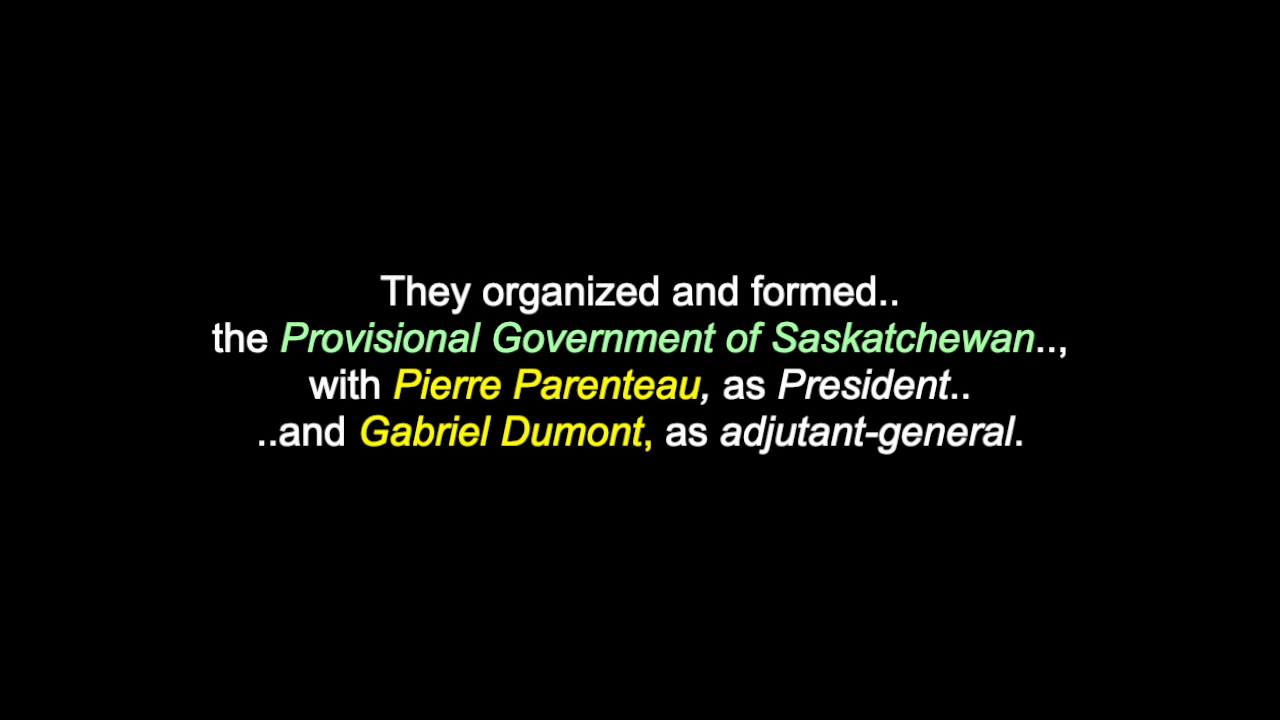 They organized and formed..
the Provisional Government of Saskatchewan..,
with Pierre Parenteau, as President..
..and Gabriel Dumont, as adjutant-general.